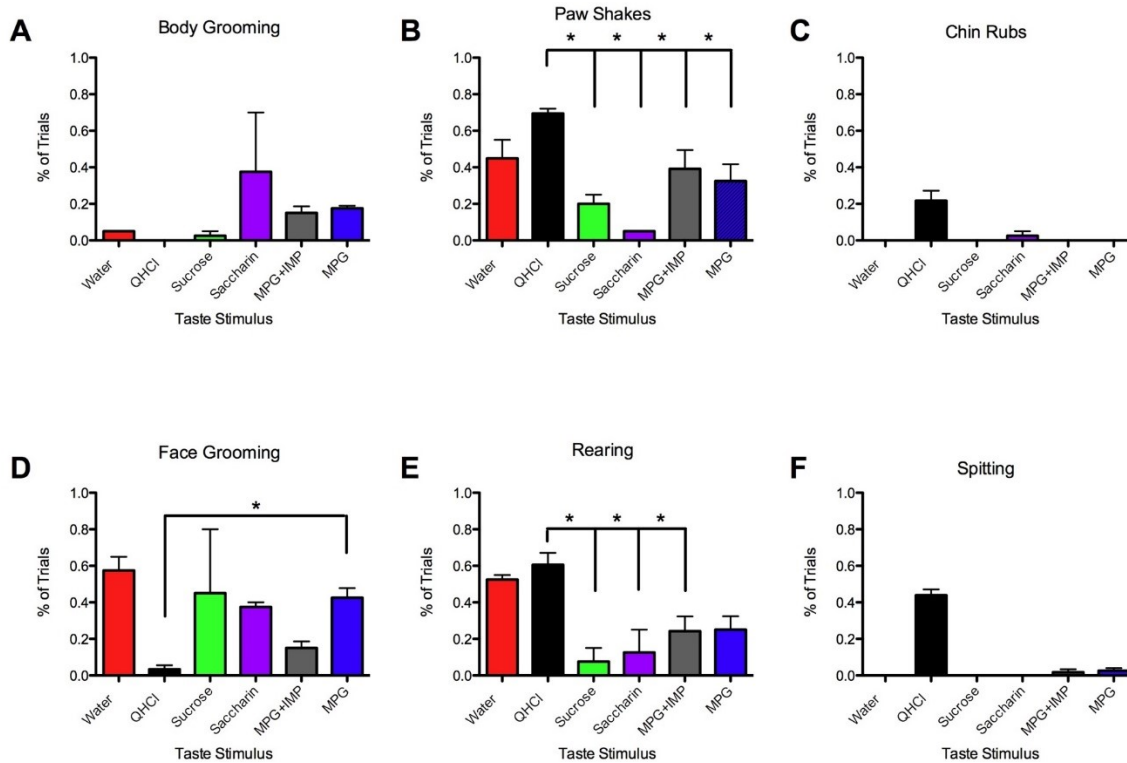 A
Body Grooming
% of Trials
1.0
0.8
0.6
0.4
0.2
0.0
Water
QHCl
Sucrose
Saccharin
MPG+IMP
MPG
Taste Stimulus
B
Paw Shakes
* * * *
% of Trials
1.0
0.8
0.6
0.4
0.2
0.0
Water
QHCl
Sucrose
Saccharin
MPG+IMP
MPG
Taste Stimulus
C
Chin Rubs
% of Trials
1.0
0.8
0.6
0.4
0.2
0.0
Water
QHCl
Sucrose
Saccharin
MPG+IMP
MPG
Taste Stimulus
D
Face Grooming
*
% of Trials
1.0
0.8
0.6
0.4
0.2
0.0
Water
QHCl
Sucrose
Saccharin
MPG+IMP
MPG
Taste Stimulus
E
Rearing
* * *
% of Trials
1.0
0.8
0.6
0.4
0.2
0.0
Water
QHCl
Sucrose
Saccharin
MPG+IMP
MPG
Taste Stimulus
F
Spitting
% of Trials
1.0
0.8
0.6
0.4
0.2
0.0
Water
QHCl
Sucrose
Saccharin
MPG+IMP
MPG
Taste Stimulus